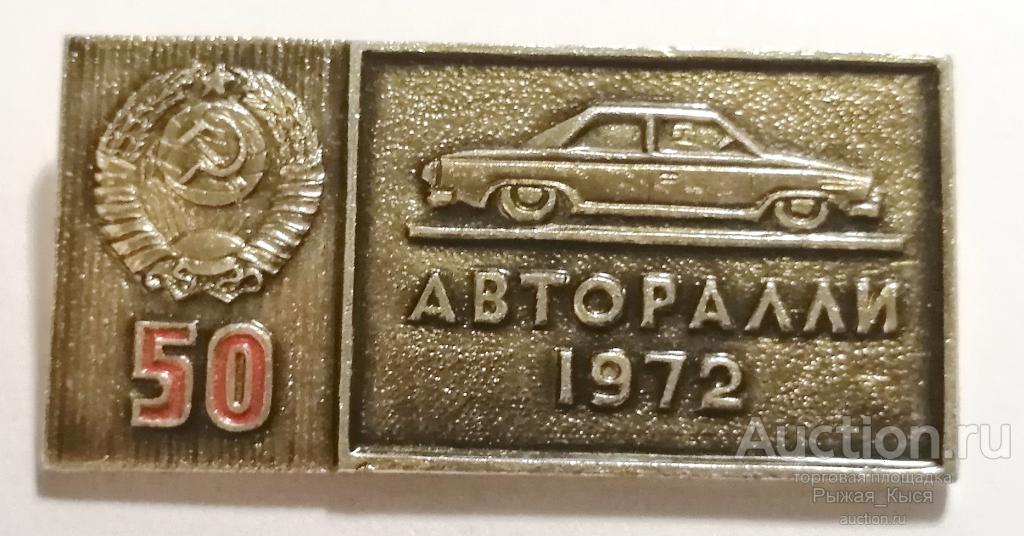 50
АВТОРАЛЛИ
1972
Auction.ru
торговая площадка
Рыжая_Кыся
auction.ru